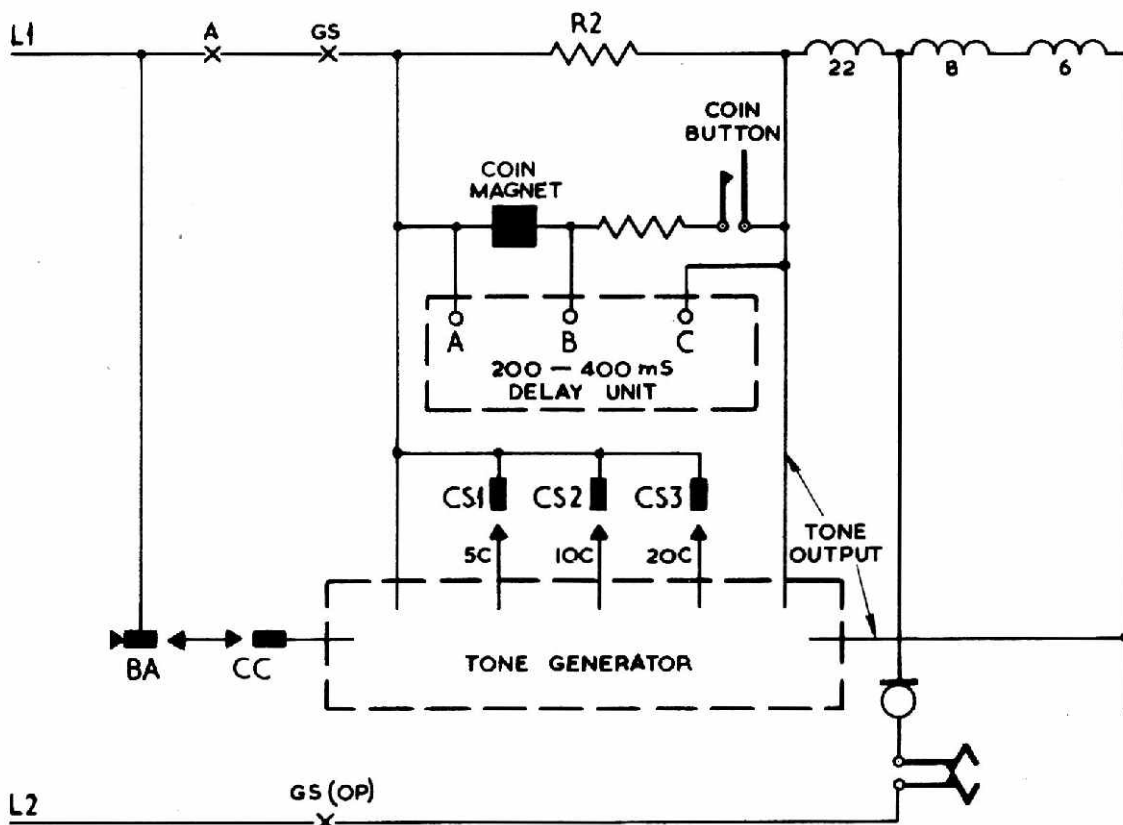 L1
A
GS
R2
22
8
6
COIN
BUTTON
COIN
MAGNET
A
B
C
200 — 400 mS
DELAY UNIT
CS1
CS2
CS3
5C
10C
20C
TONE
OUTPUT
BA
CC
TONE GENERATOR
L2
GS (OP)